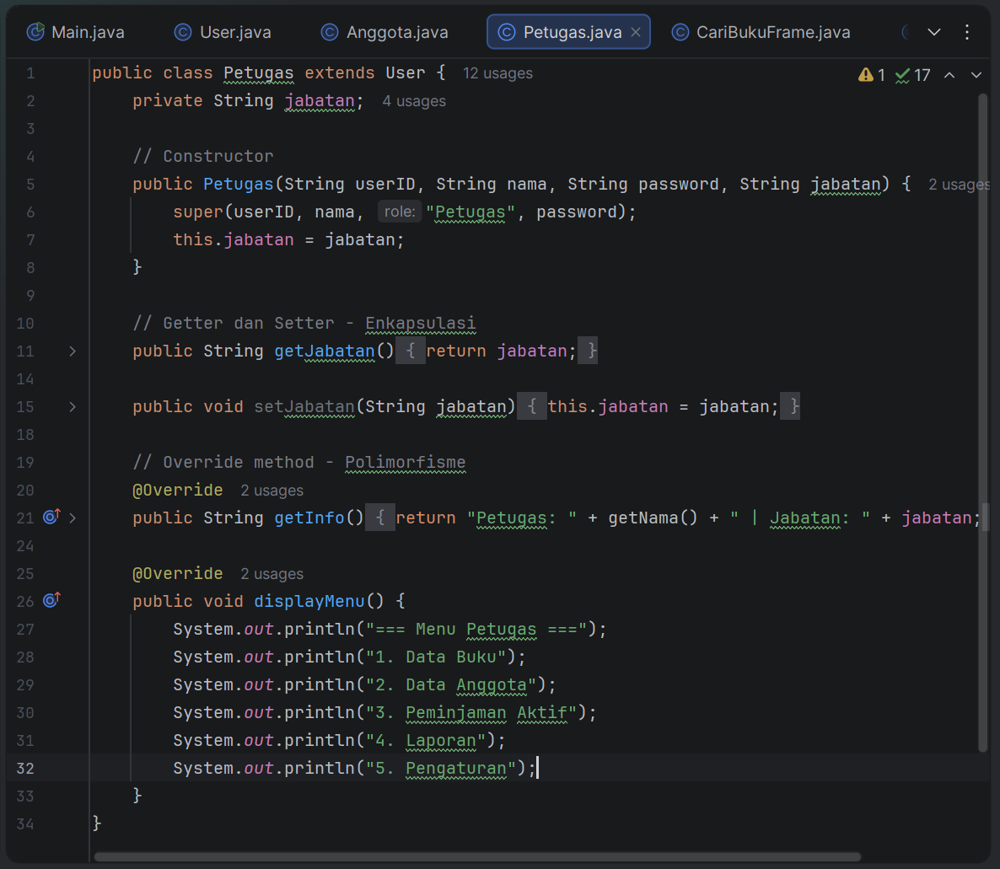 Main.java User.java Anggota.java Petugas.java CariBukuFrame.java
1 public class Petugas extends User { 12 usages 1 17
2 private String jabatan; 4 usages
3
4 // Constructor
5 public Petugas(String userID, String nama, String password, String jabatan) { 2 usages
6 super(userID, nama, role: "Petugas", password);
7 this.jabatan = jabatan;
8 }
9
10 // Getter dan Setter - Enkapsulasi
11 public String getJabatan() { return jabatan; }
14
15 public void setJabatan(String jabatan) { this.jabatan = jabatan; }
18
19 // Override method - Polimorfisme
20 @Override 2 usages
21 public String getInfo() { return "Petugas: " + getNama() + " | Jabatan: " + jabatan;
24
25 @Override 2 usages
26 public void displayMenu() {
27 System.out.println("=== Menu Petugas ===");
28 System.out.println("1. Data Buku");
29 System.out.println("2. Data Anggota");
30 System.out.println("3. Peminjaman Aktif");
31 System.out.println("4. Laporan");
32 System.out.println("5. Pengaturan");
33 }
34 }